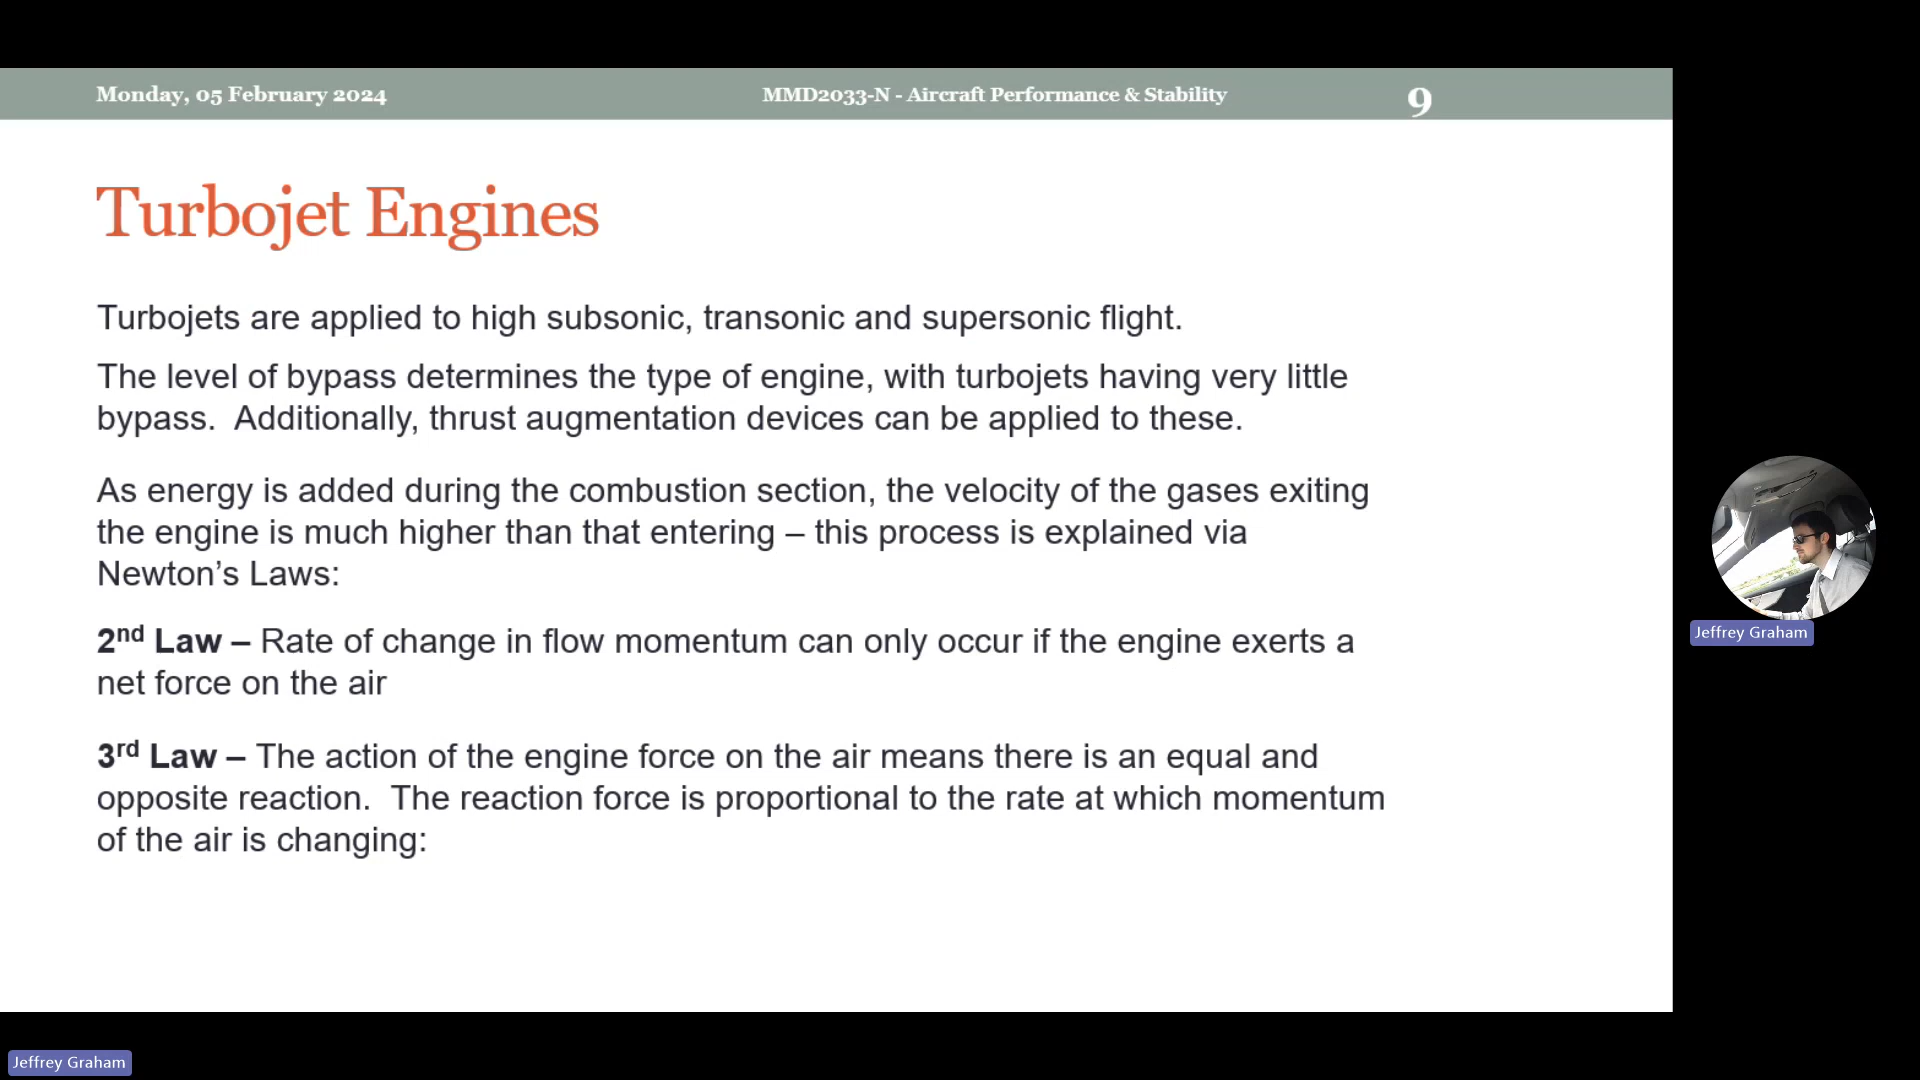 Monday, 05 February 2024
MMD2033-N - Aircraft Performance & Stability
9
Turbojet Engines
Turbojets are applied to high subsonic, transonic and supersonic flight.
The level of bypass determines the type of engine, with turbojets having very little
bypass.  Additionally, thrust augmentation devices can be applied to these.
As energy is added during the combustion section, the velocity of the gases exiting
the engine is much higher than that entering – this process is explained via
Newton’s Laws:
2nd Law – Rate of change in flow momentum can only occur if the engine exerts a
net force on the air
3rd Law – The action of the engine force on the air means there is an equal and
opposite reaction.  The reaction force is proportional to the rate at which momentum
of the air is changing:
Jeffrey Graham
Jeffrey Graham